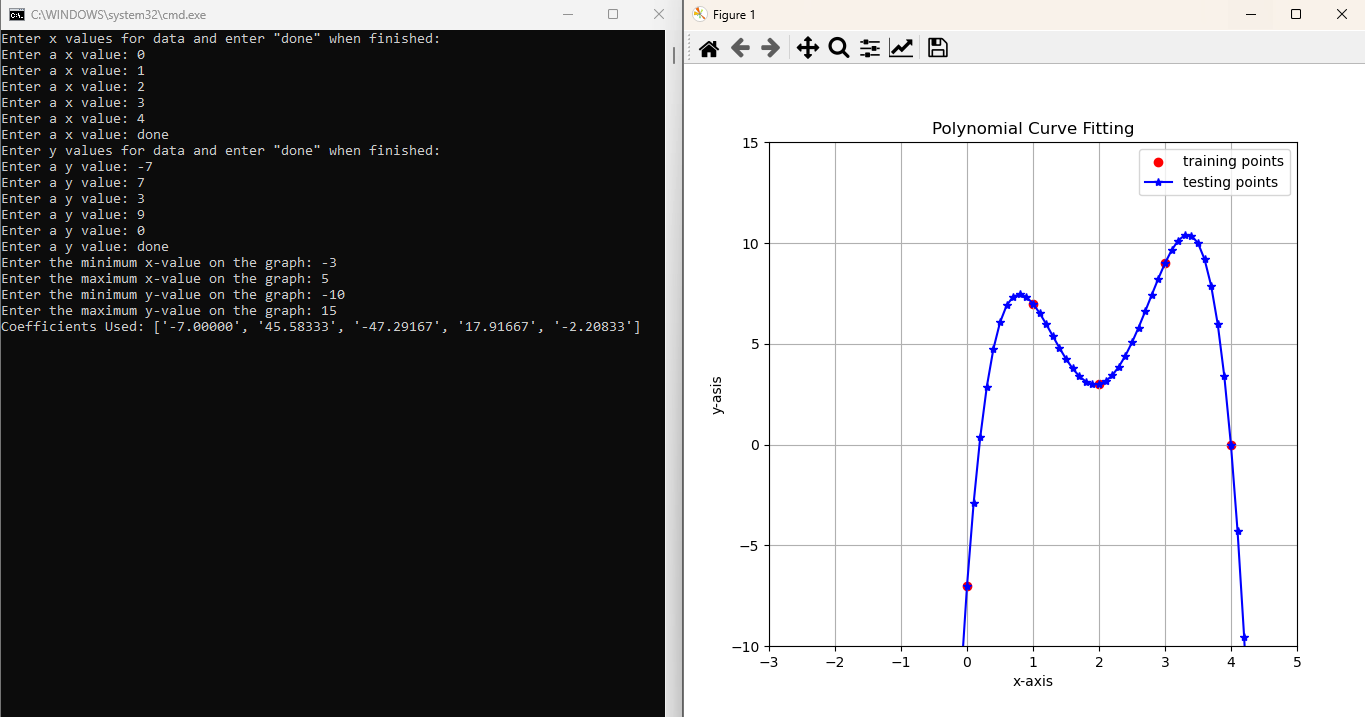 C:\WINDOWS\system32\cmd.exe
Enter x values for data and enter "done" when finished:
Enter a x value: 0
Enter a x value: 1
Enter a x value: 2
Enter a x value: 3
Enter a x value: 4
Enter a x value: done
Enter y values for data and enter "done" when finished:
Enter a y value: -7
Enter a y value: 7
Enter a y value: 3
Enter a y value: 9
Enter a y value: 0
Enter a y value: done
Enter the minimum x-value on the graph: -3
Enter the maximum x-value on the graph: 5
Enter the minimum y-value on the graph: -10
Enter the maximum y-value on the graph: 15
Coefficients Used: ['-7.00000', '45.58333', '-47.29167', '17.91667', '-2.20833']
Figure 1
Polynomial Curve Fitting
training points
testing points
15
10
5
0
−5
−10
y-axis
−3 −2 −1 0 1 2 3 4 5
x-axis